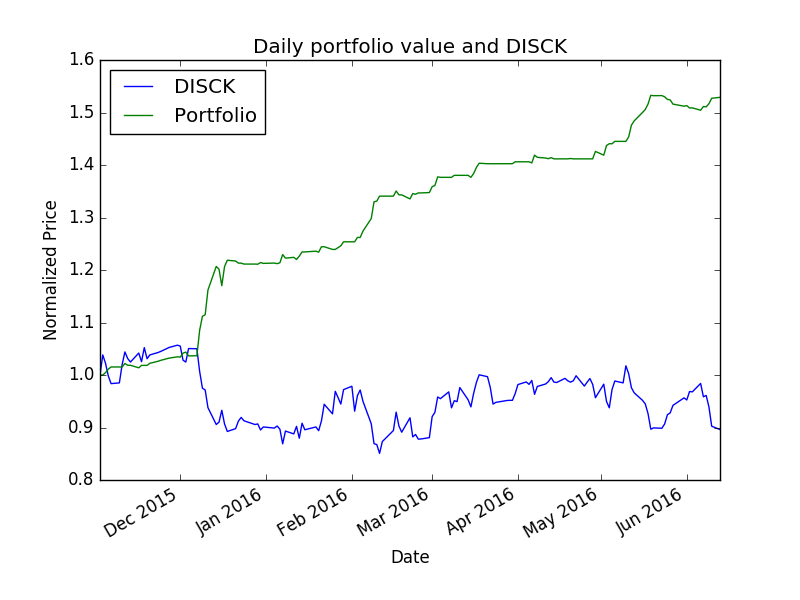 Daily portfolio value and DISCK
1.6
1.5
1.4
1.3
1.2
1.1
1.0
0.9
0.8
DISCK
Portfolio
Normalized Price
Dec 2015
Jan 2016
Feb 2016
Mar 2016
Apr 2016
May 2016
Jun 2016
Date